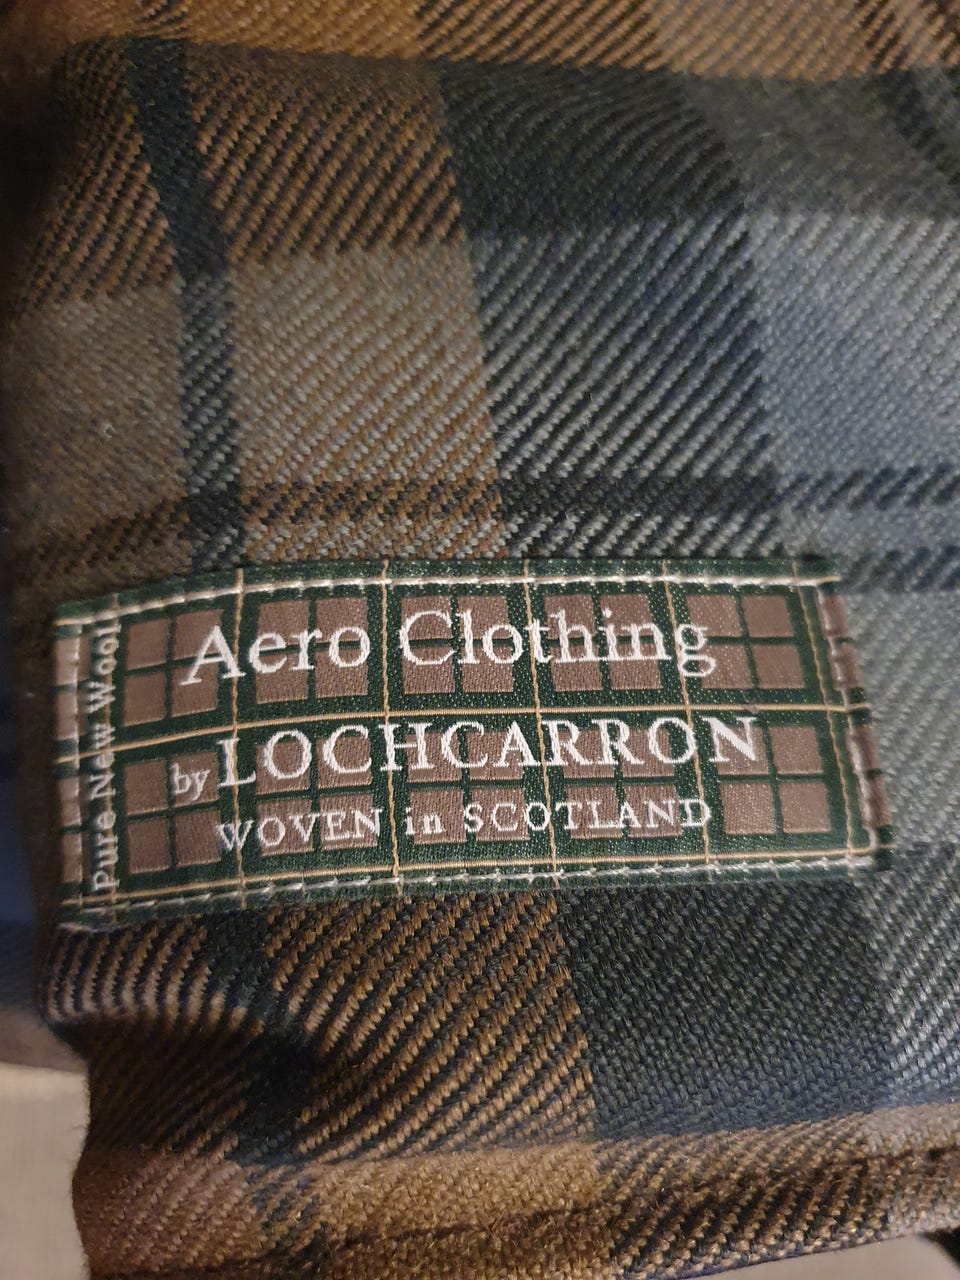 Pure New Wool
Aero Clothing
by LOCHCARRON
WOVEN in SCOTLAND